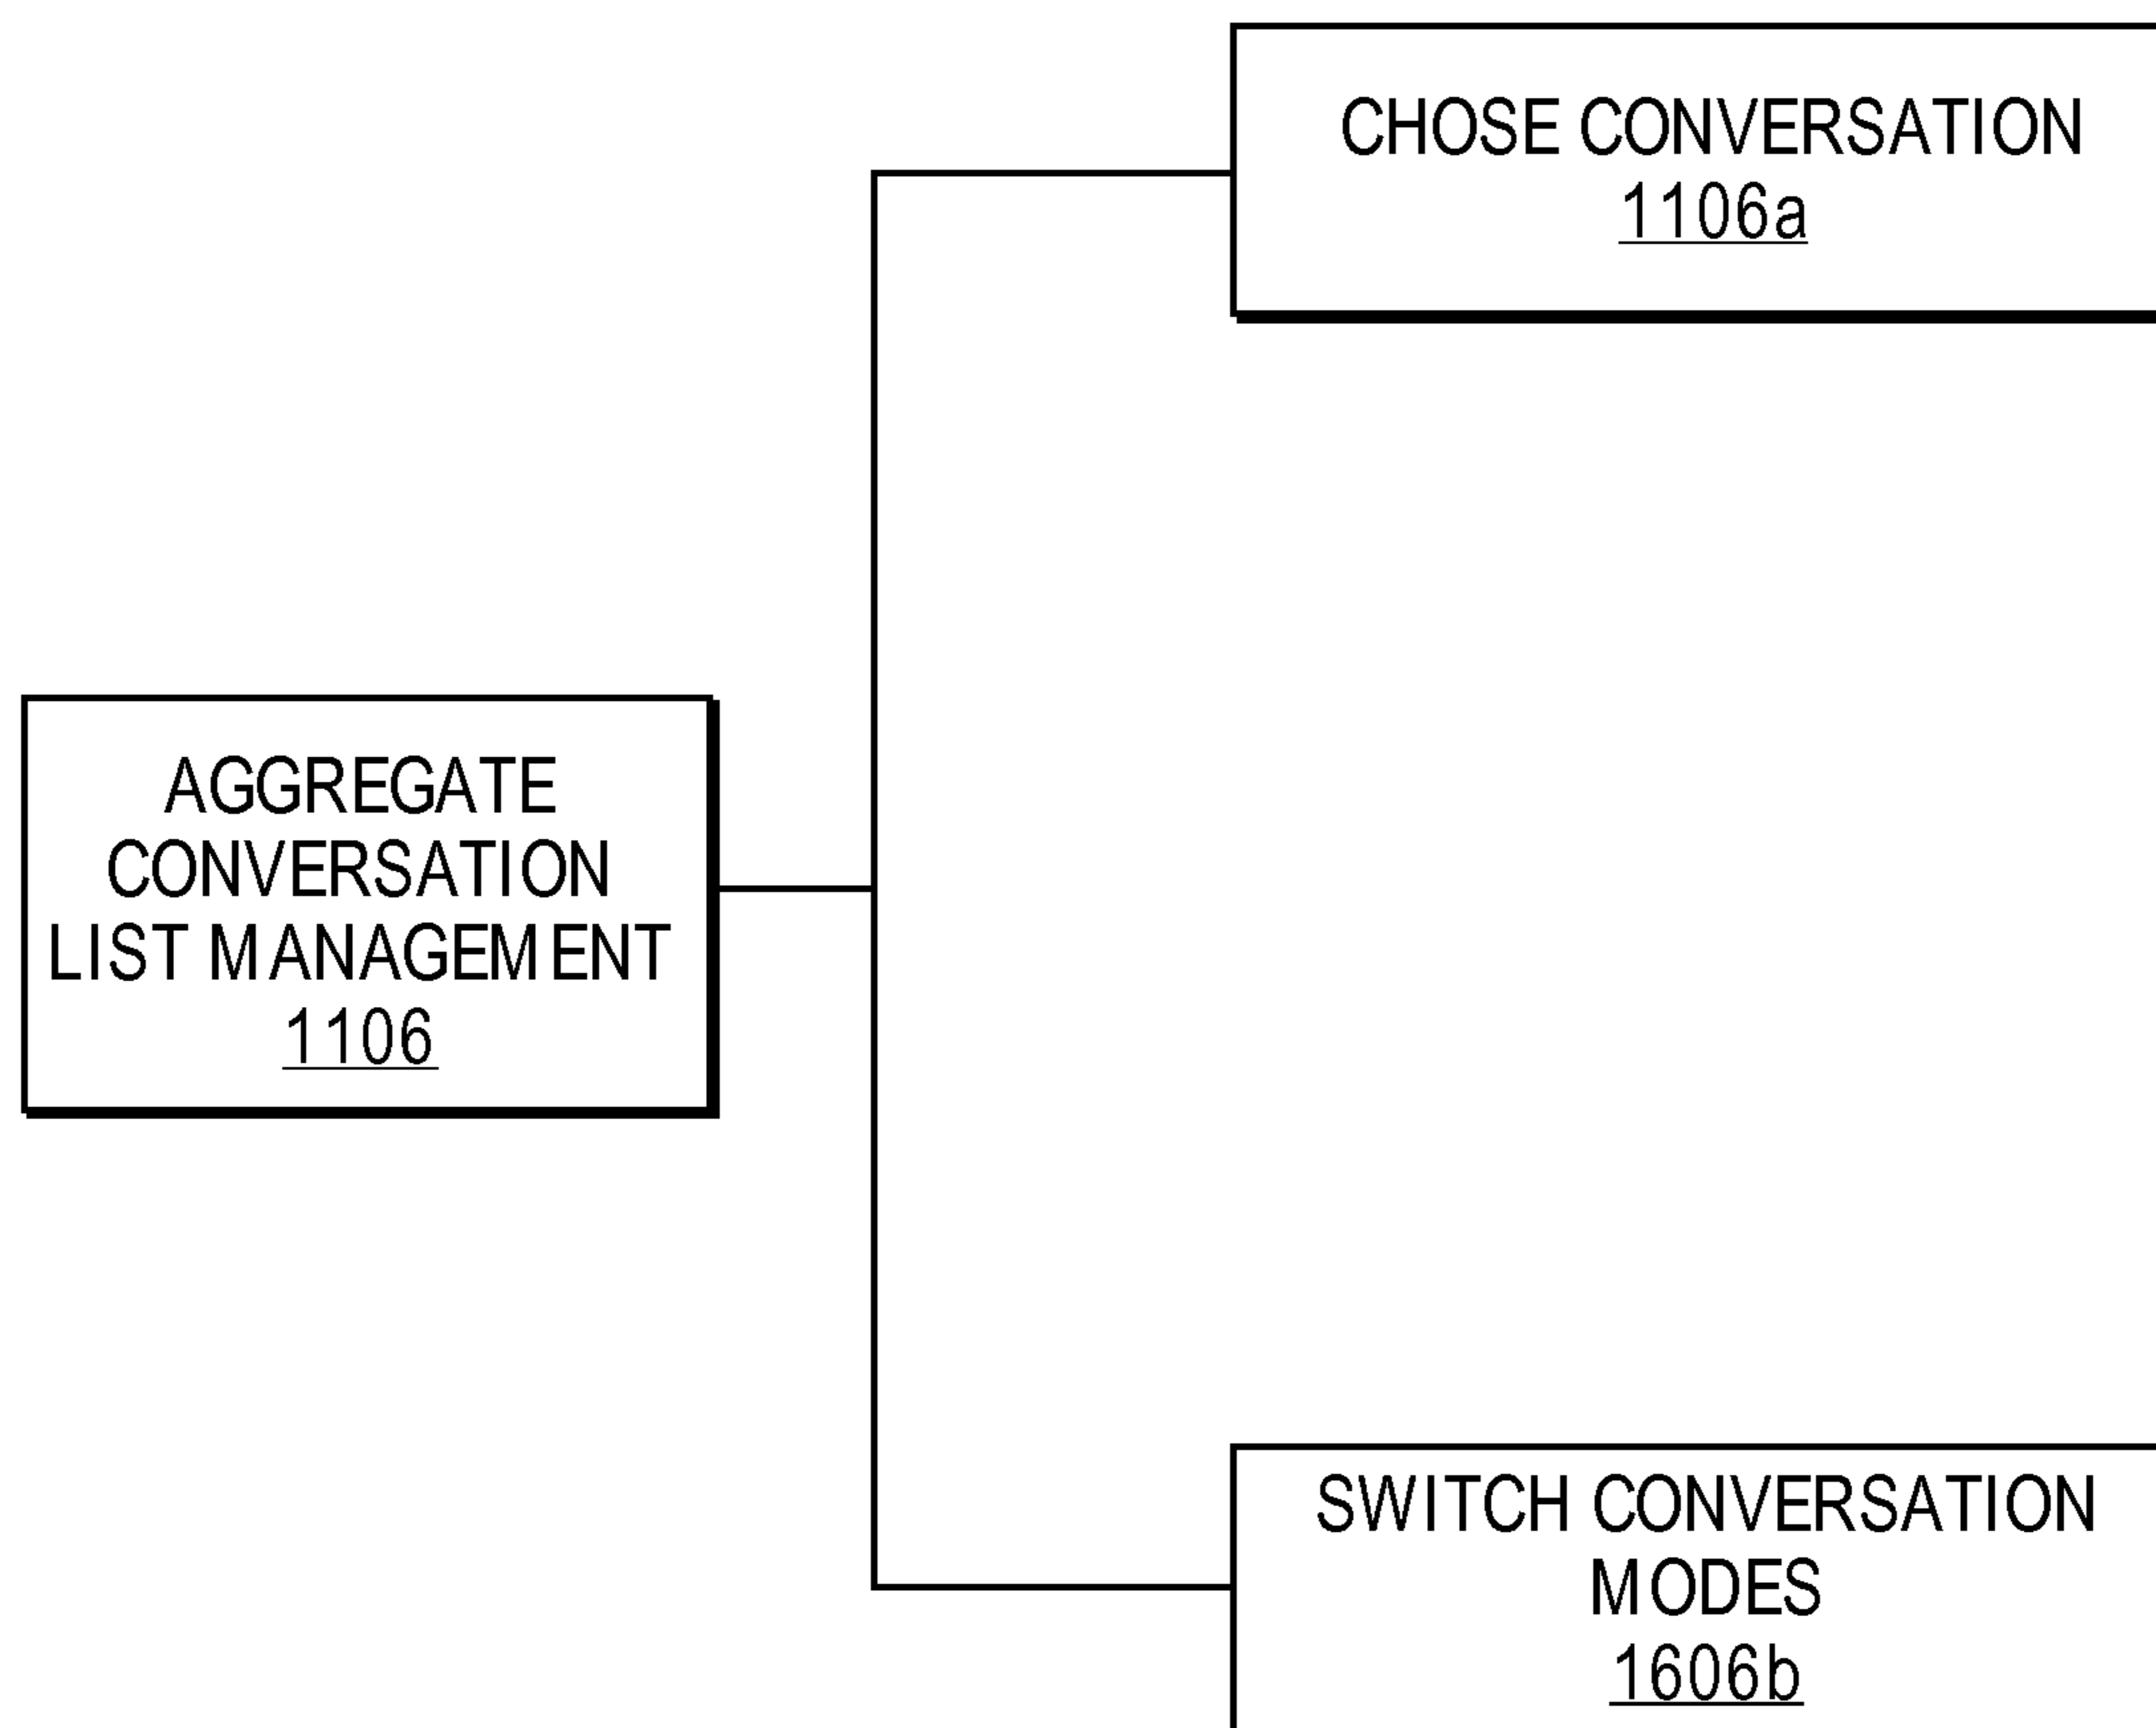 CHOSE CONVERSATION
1106a
AGGREGATE
CONVERSATION
LIST MANAGEMENT
1106
SWITCH CONVERSATION
MODES
1606b